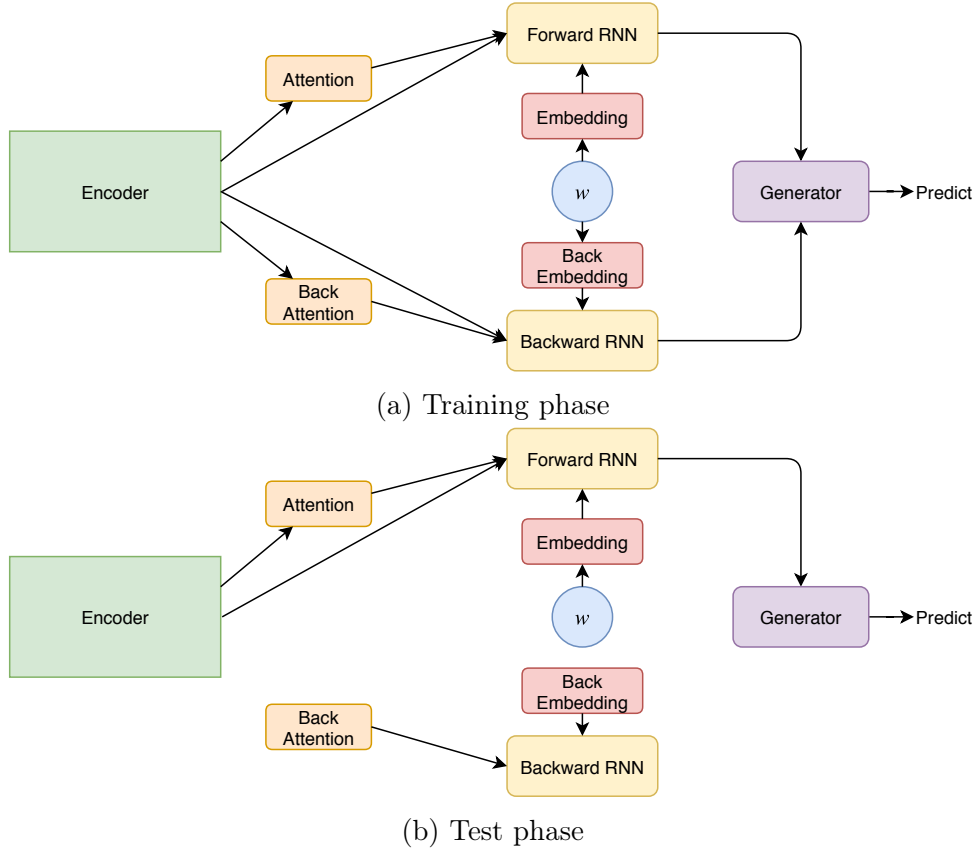 Forward RNN
Attention
Embedding
Encoder
w
Generator
Predict
Back
Embedding
Back
Attention
Backward RNN
(a) Training phase
Forward RNN
Attention
Embedding
Encoder
w
Generator
Predict
Back
Embedding
Back
Attention
Backward RNN
(b) Test phase